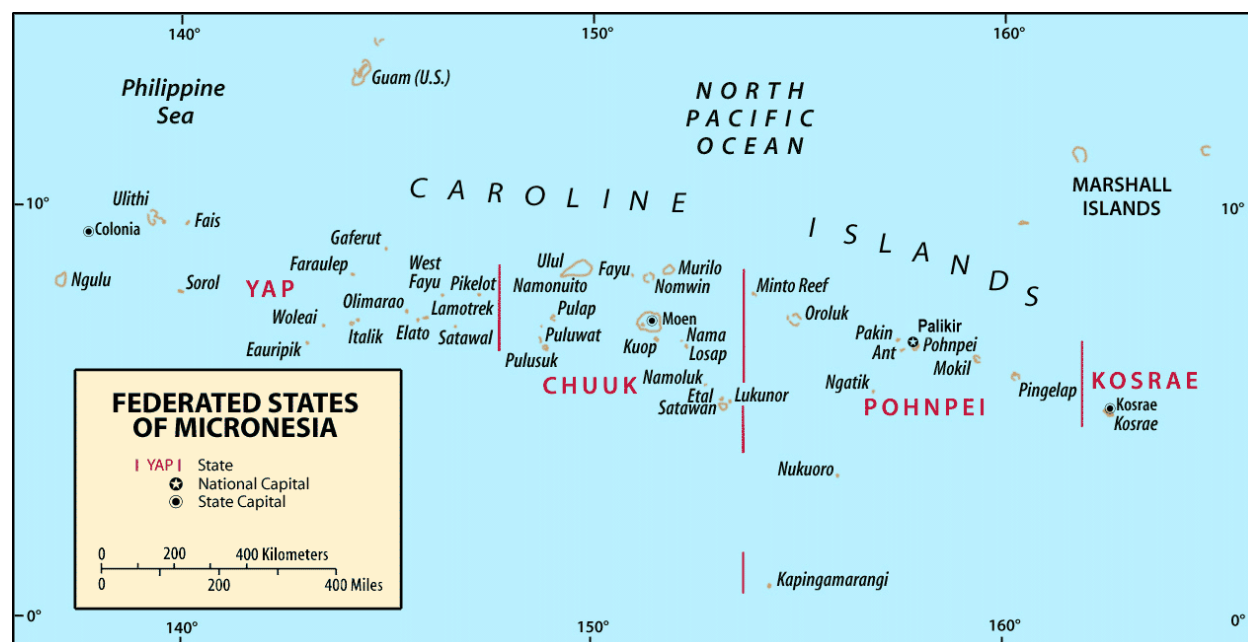 140°
150°
160°
Guam (U.S.)
Philippine
Sea
NORTH
PACIFIC
OCEAN
MARSHALL
ISLANDS
10°
10°
CAROLINE
ISLANDS
Ulithi
Colonia
Fais
Ngulu
Sorol
YAP
Gaferut
Faraulep
West
Fayu
Pikelot
Olimarao
Lamotrek
Woleai
Italik
Elato
Satawal
Eauripik
Ulul
Fayu
Murilo
Namonuito
Nomwin
Pulap
Moen
Puluwat
Nama
Kuop
Losap
Pulusuk
CHUUK
Namoluk
Etal
Lukunor
Satawan
Minto Reef
Oroluk
Palikir
Pakin
Pohnpei
Ant
Mokil
Ngatik
Pingelap
POHNPEI
KOSRAE
Kosrae
Kosrae
Nukuoro
Kapingamarangi
FEDERATED STATES
OF MICRONESIA
YAP State
National Capital
State Capital
0 200 400 Kilometers
0 200 400 Miles
0°
0°
140°
150°
160°